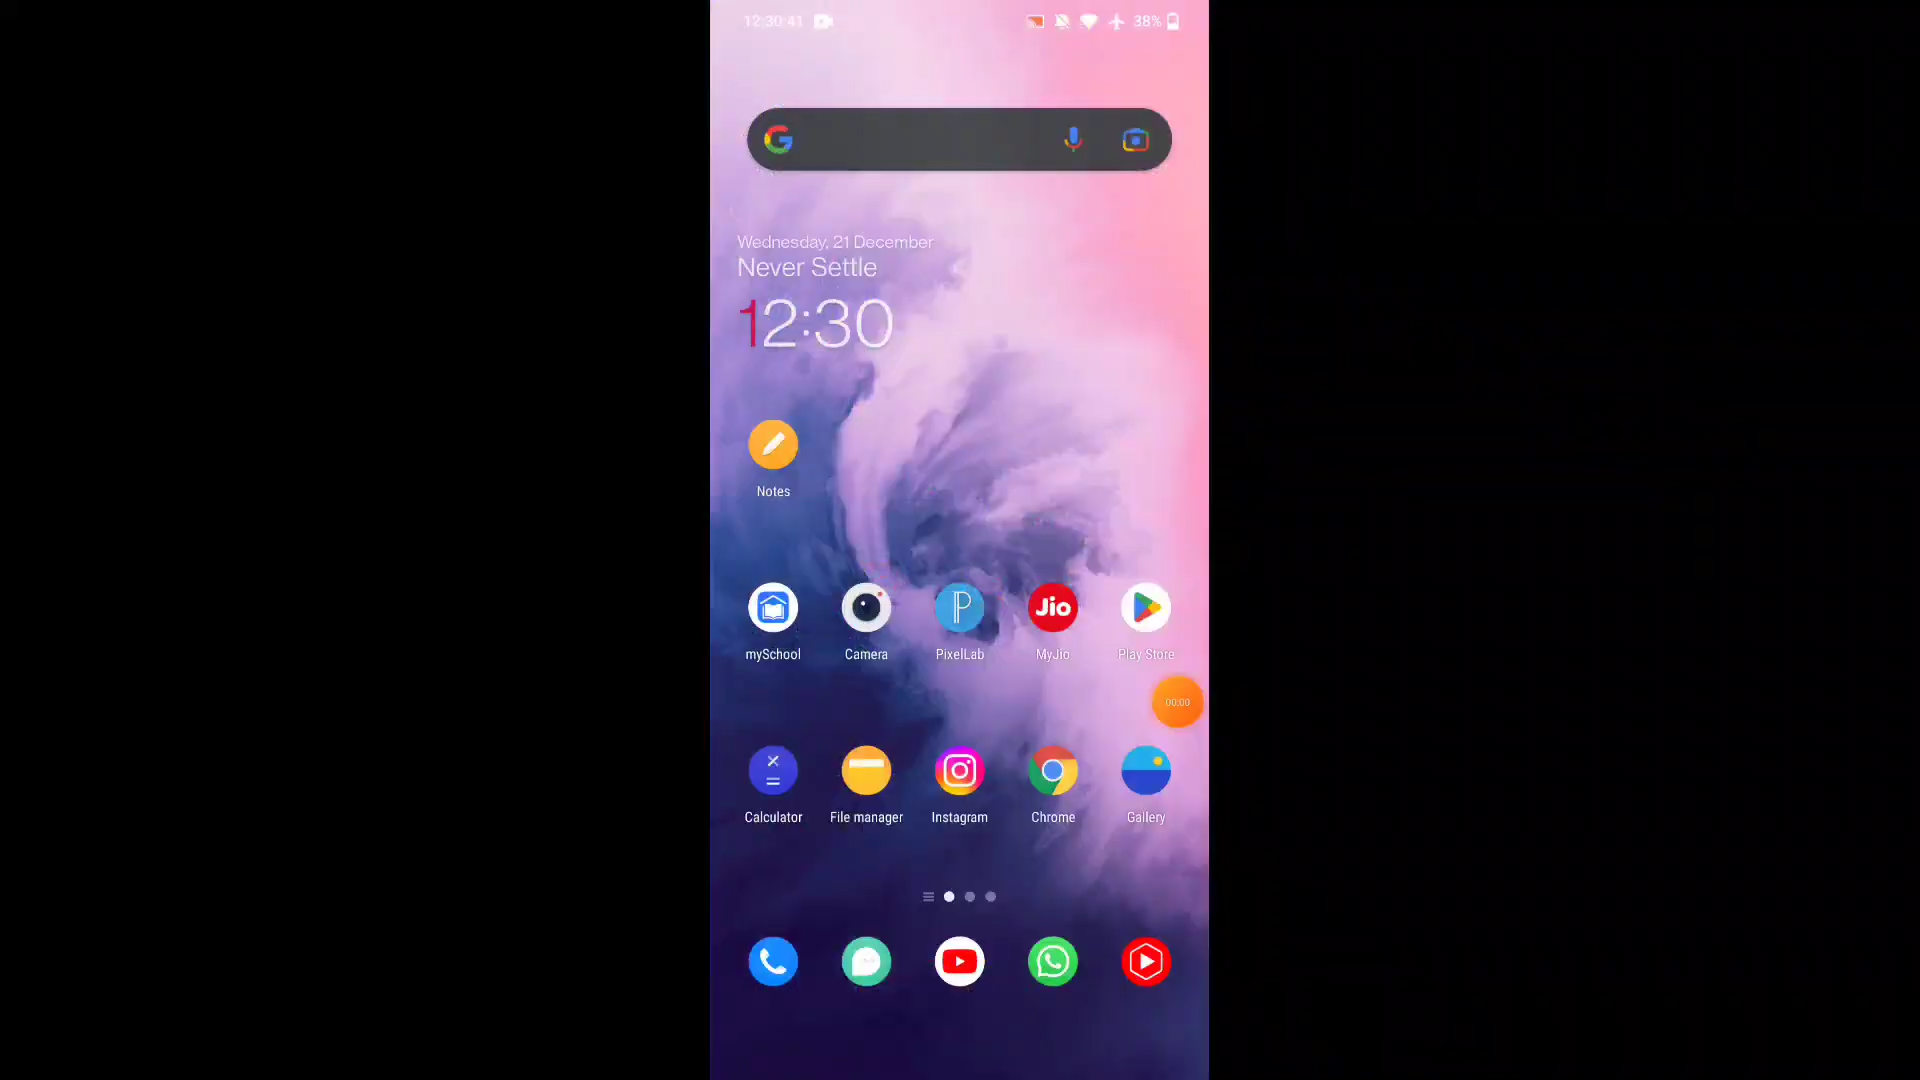 12:30:41 38%
Wednesday, 21 December
Never Settle
12:30
Notes
mySchool Camera PixelLab MyJio Play Store
Jio
00:00
Calculator File manager Instagram Chrome Gallery